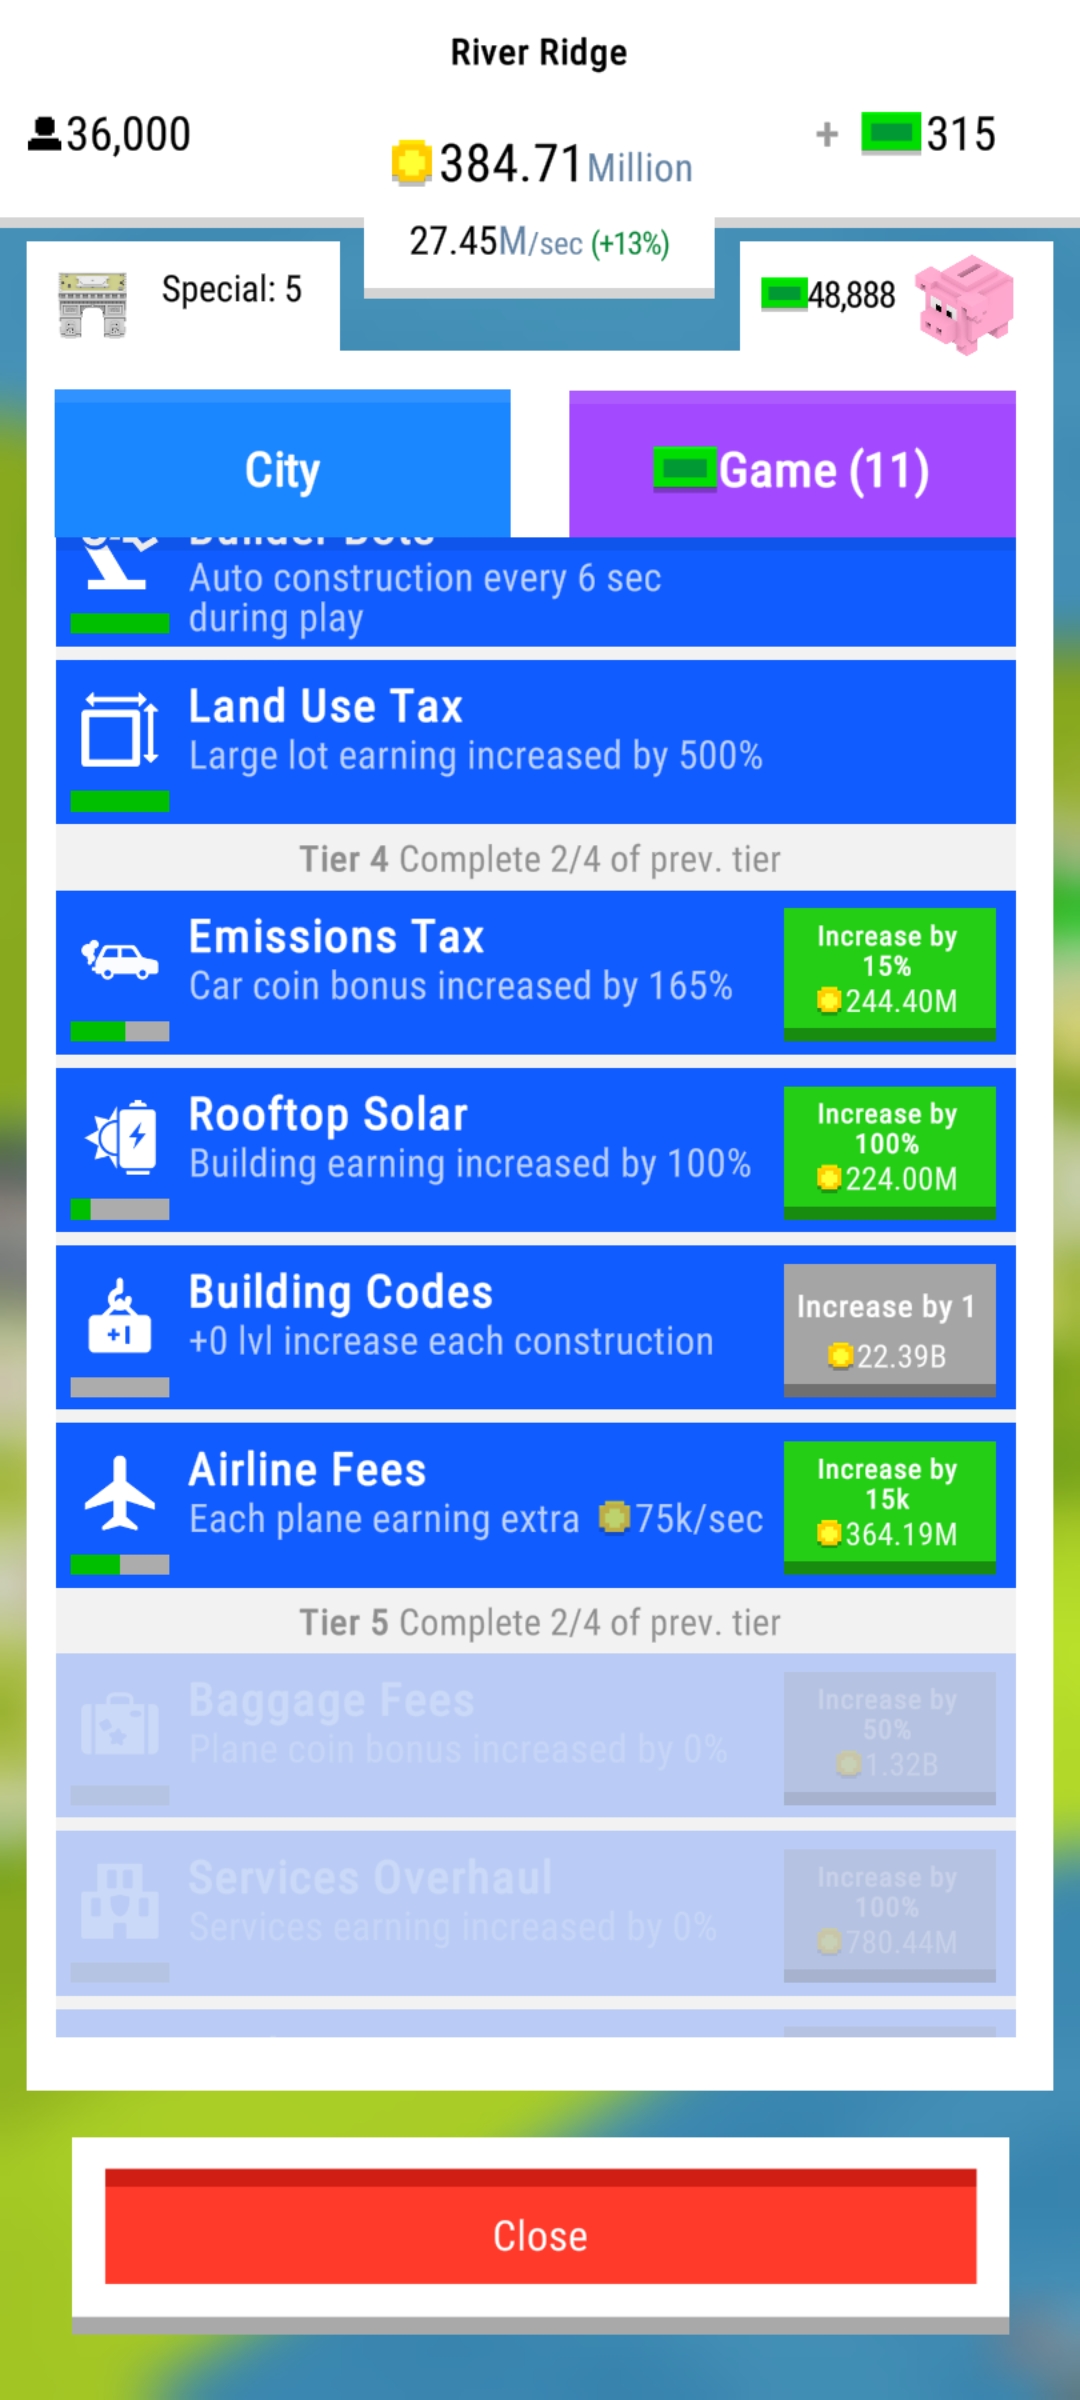 River Ridge
36,000
+ 315
384.71Million
27.45M/sec (+13%)
Special: 5
48,888
City
Game (11)
Builder Bots
Auto construction every 6 sec
during play
Land Use Tax
Large lot earning increased by 500%
Tier 4 Complete 2/4 of prev. tier
Emissions Tax
Car coin bonus increased by 165%
Increase by
15%
244.40M
Rooftop Solar
Building earning increased by 100%
Increase by
100%
224.00M
+1
Building Codes
+0 lvl increase each construction
Increase by 1
22.39B
Airline Fees
Each plane earning extra 75k/sec
Increase by
15k
364.19M
Tier 5 Complete 2/4 of prev. tier
Baggage Fees
Plane coin bonus increased by 0%
Increase by
50%
1.32B
Services Overhaul
Services earning increased by 0%
Increase by
100%
780.44M
Close